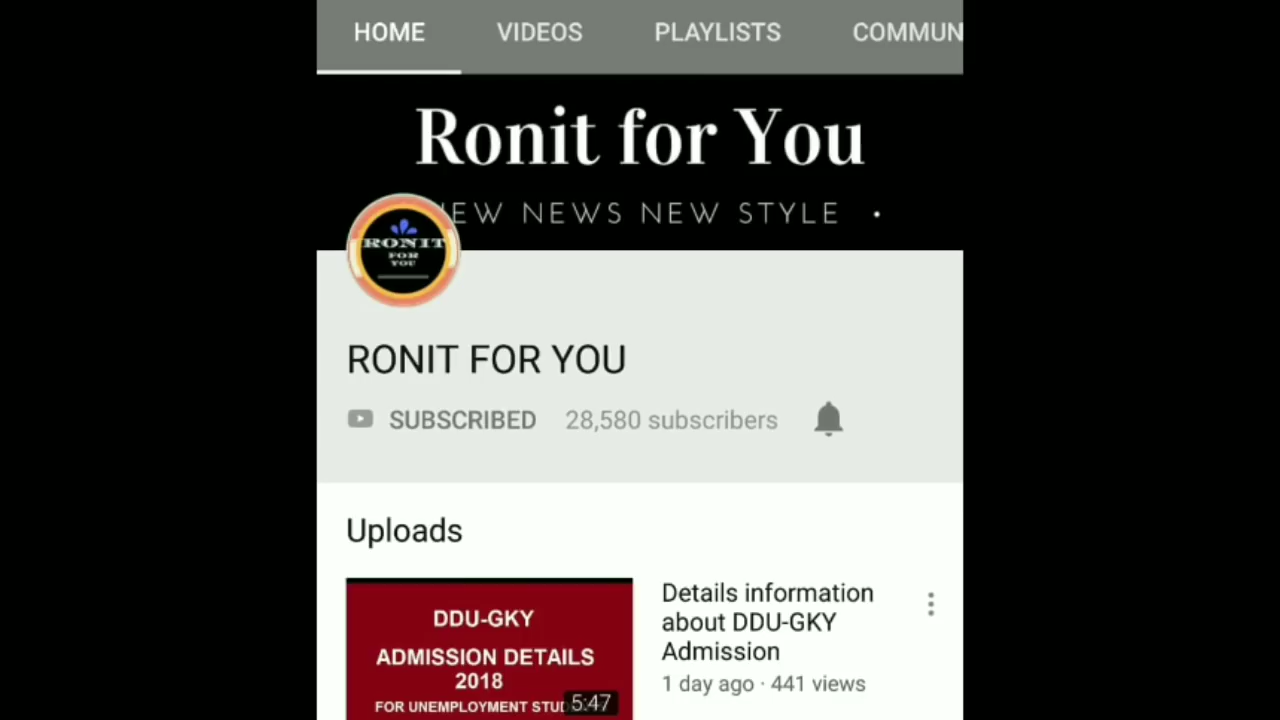 HOME VIDEOS PLAYLISTS COMMUN
Ronit for You
NEW NEWS NEW STYLE
RONIT
FOR
YOU
RONIT FOR YOU
SUBSCRIBED 28,580 subscribers
Uploads
DDU-GKY
ADMISSION DETAILS
2018
FOR UNEMPLOYMENT STUD
5:47
Details information
about DDU-GKY
Admission
1 day ago · 441 views